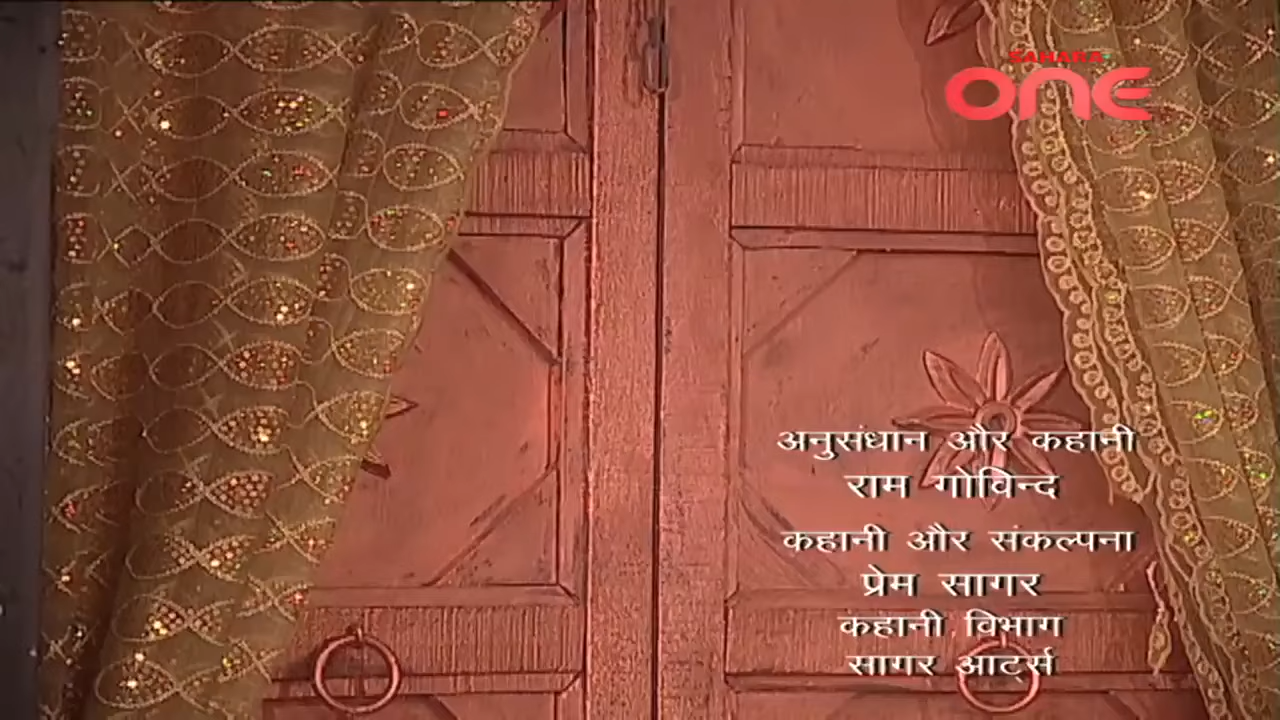 SAHARA
ONE
अनुसंधान और कहानी
राम गोविन्द
कहानी और संकल्पना
प्रेम सागर
कहानी विभाग
सागर आर्ट्स